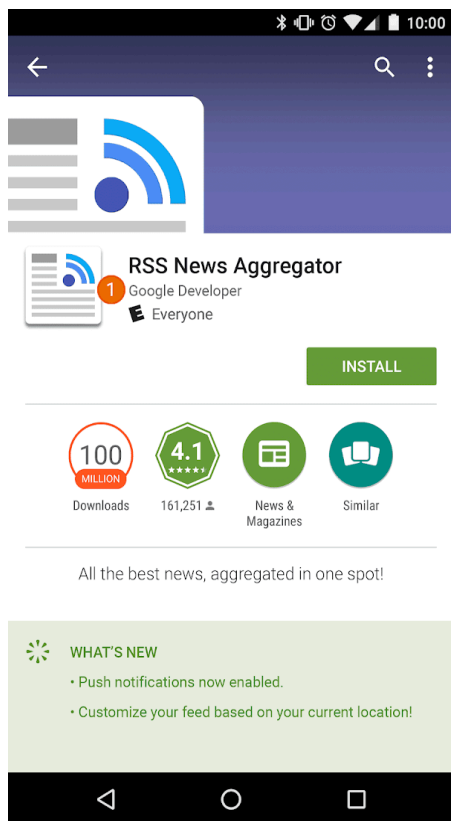 10:00
RSS News Aggregator
1
Google Developer
E Everyone
INSTALL
100
MILLION
Downloads
4.1
161,251
News &
Magazines
Similar
All the best news, aggregated in one spot!
WHAT'S NEW
• Push notifications now enabled.
• Customize your feed based on your current location!